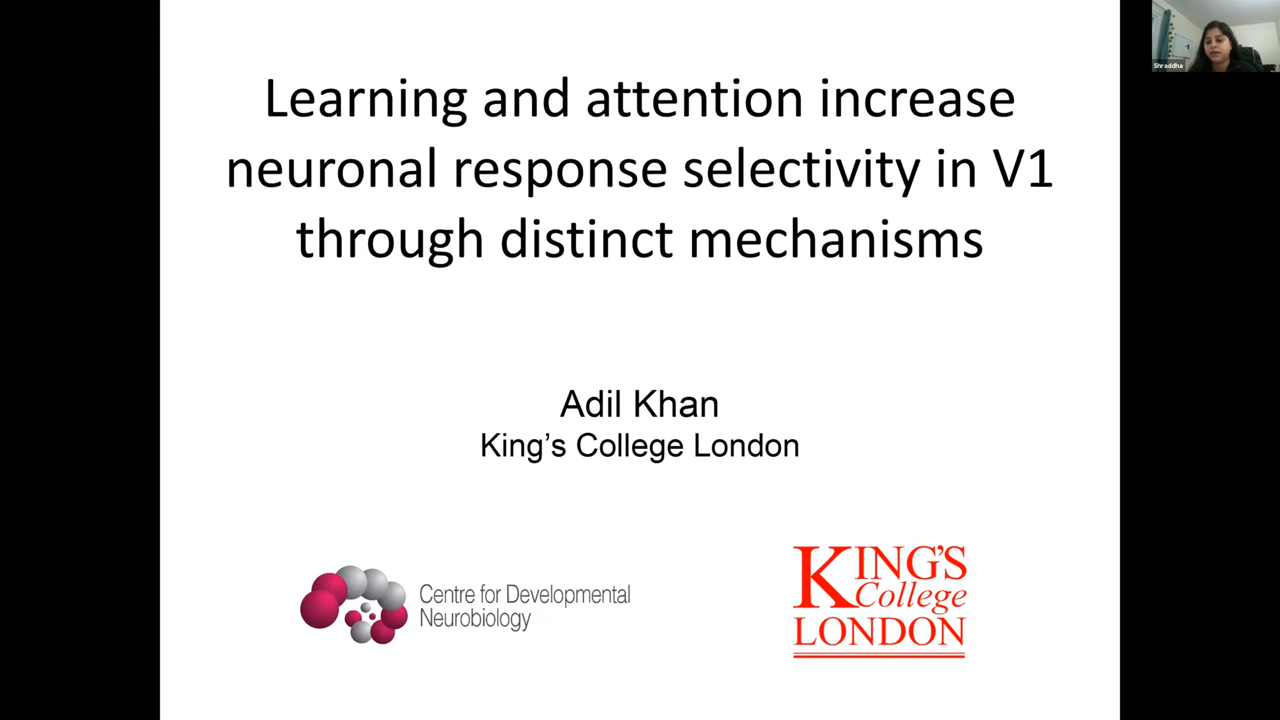 Learning and attention increase
neuronal response selectivity in V1
through distinct mechanisms
Adil Khan
King's College London
Centre for Developmental
Neurobiology
KING'S
College
LONDON
Shraddha